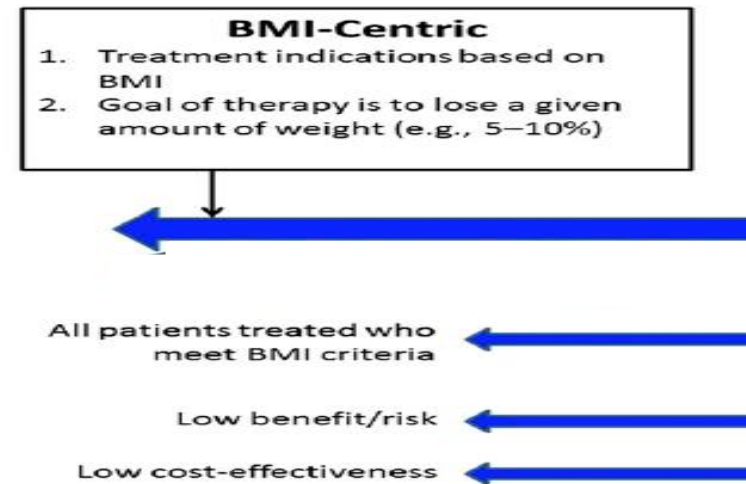 BMI-Centric
1. Treatment indications based on
BMI
2. Goal of therapy is to lose a given
amount of weight (e.g., 5–10%)
All patients treated who
meet BMI criteria
Low benefit/risk
Low cost-effectiveness